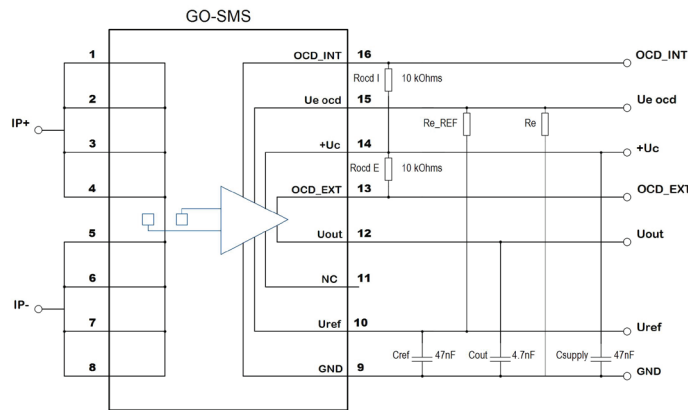 GO-SMS
1 OCD_INT 16 OCD_INT
Rocd I 10 kOhms
2 Ue ocd 15 Ue ocd
IP+ Re_REF Re
3 +Uc 14 +Uc
Rocd E 10 kOhms
4 OCD_EXT 13 OCD_EXT
5 Uout 12 Uout
6 NC 11
IP-
7 Uref 10 Uref
Cref 47nF Cout 4.7nF Csupply 47nF
8 GND 9 GND